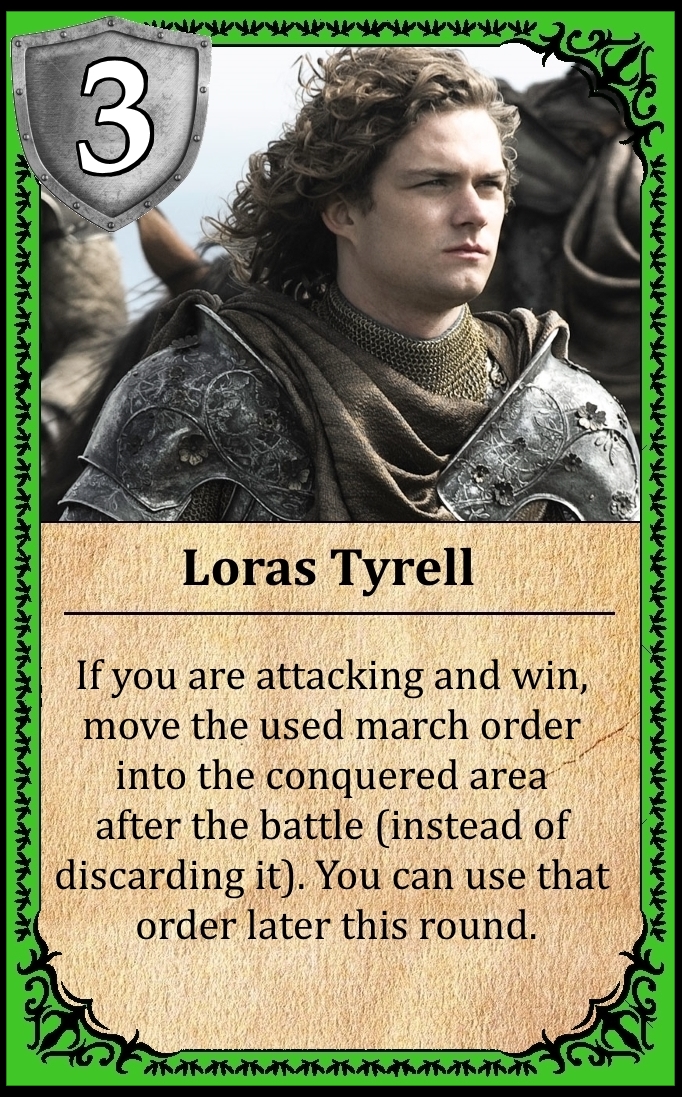 3
Loras Tyrell
If you are attacking and win,
move the used march order
into the conquered area
after the battle (instead of
discarding it). You can use that
order later this round.